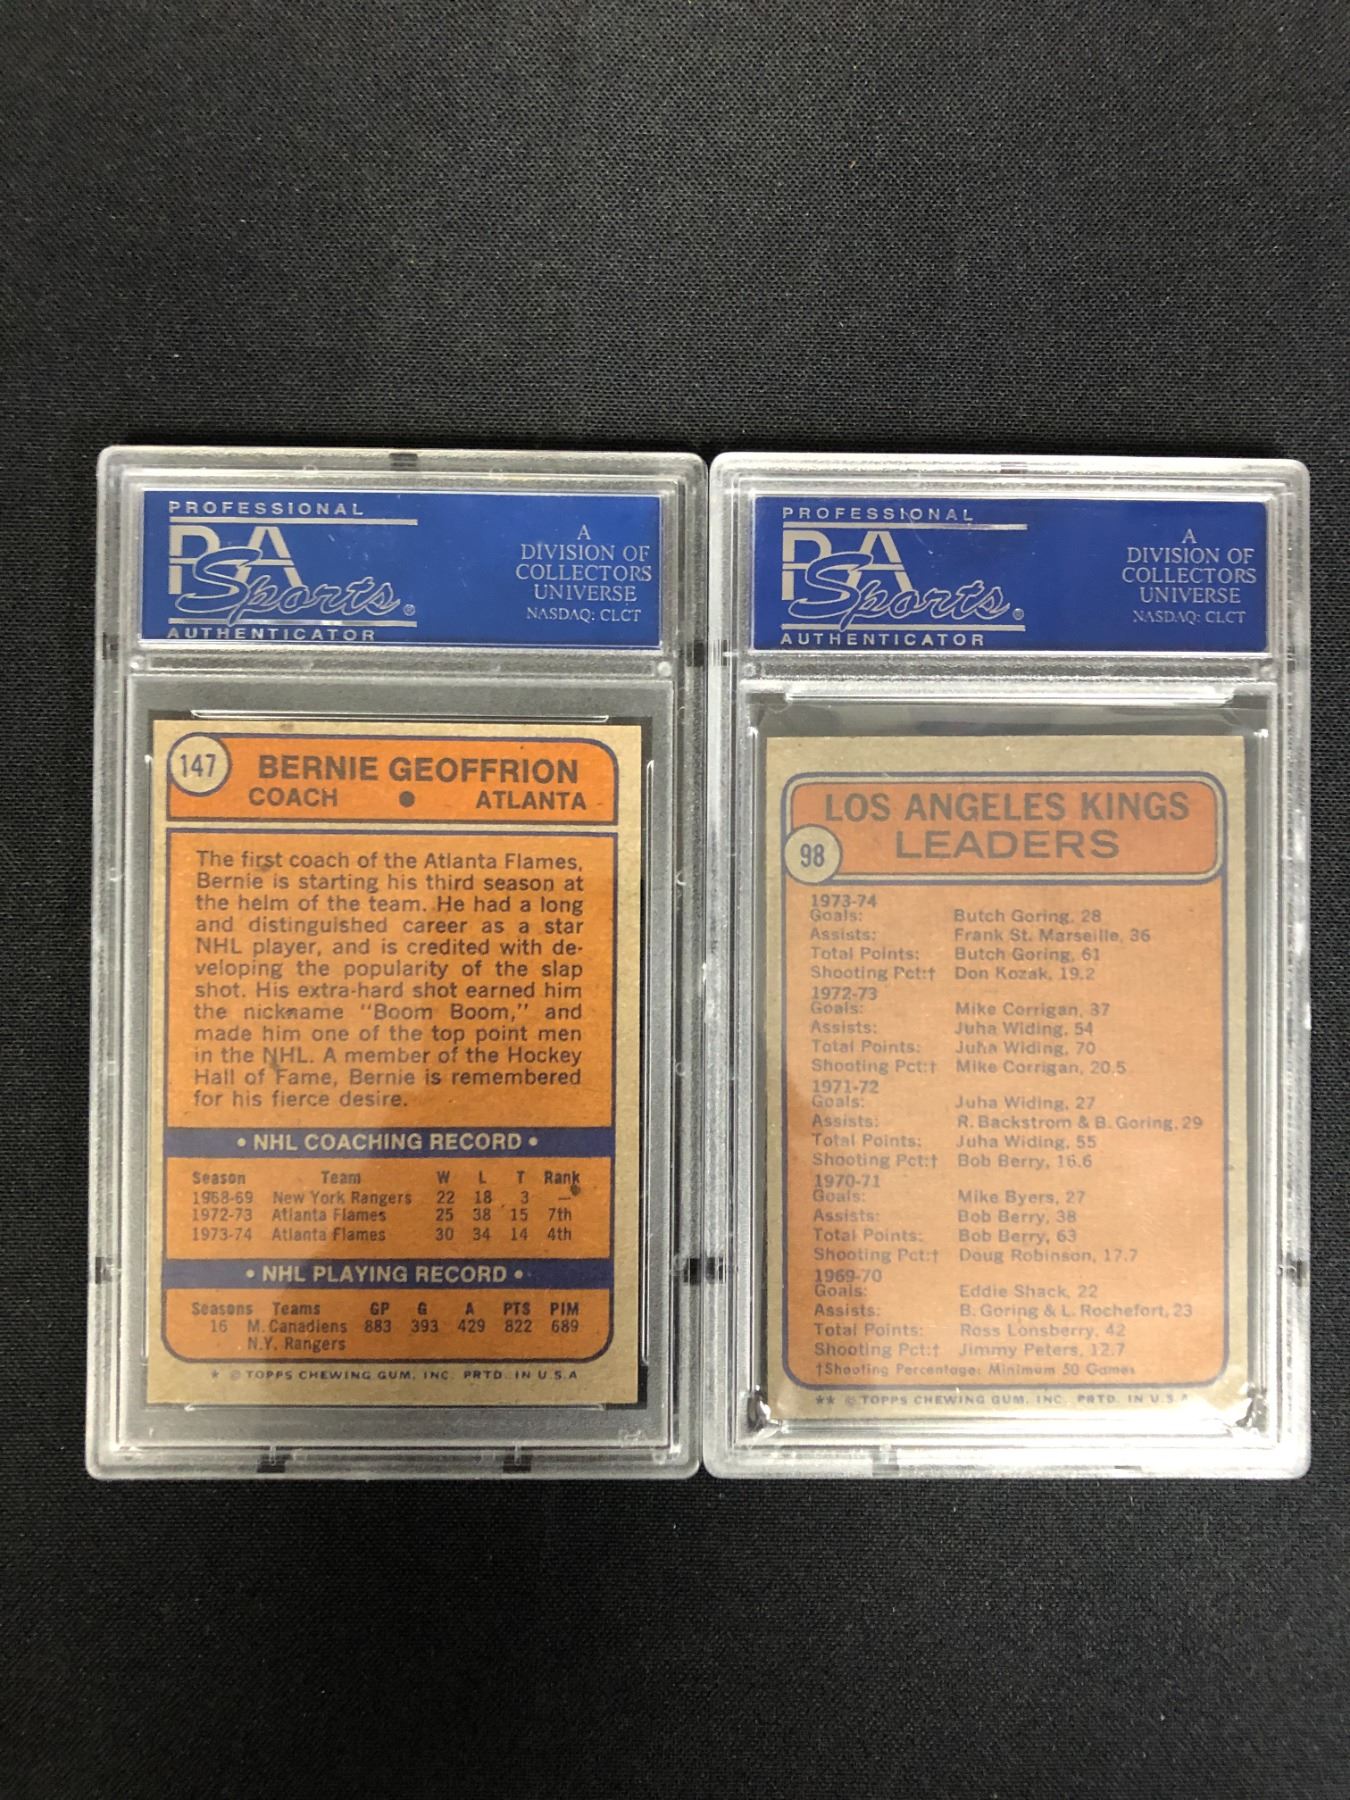 PROFESSIONAL
PSA
Sports®
AUTHENTICATOR
A
DIVISION OF
COLLECTORS
UNIVERSE
NASDAQ: CLCT
147
BERNIE GEOFFRION
COACH ● ATLANTA
The first coach of the Atlanta Flames,
Bernie is starting his third season at
the helm of the team. He had a long
and distinguished career as a star
NHL player, and is credited with de-
veloping the popularity of the slap
shot. His extra-hard shot earned him
the nickname "Boom Boom," and
made him one of the top point men
in the NHL. A member of the Hockey
Hall of Fame, Bernie is remembered
for his fierce desire.
• NHL COACHING RECORD •
Season Team W L T Rank
1968-69 New York Rangers 22 18 3 —
1972-73 Atlanta Flames 25 38 15 7th
1973-74 Atlanta Flames 30 34 14 4th
• NHL PLAYING RECORD •
Seasons Teams GP G A PTS PIM
16 M. Canadiens 883 393 429 822 689
N.Y. Rangers
* © TOPPS CHEWING GUM, INC. PRTD. IN U.S.A
PROFESSIONAL
PSA
Sports®
AUTHENTICATOR
A
DIVISION OF
COLLECTORS
UNIVERSE
NASDAQ: CLCT
LOS ANGELES KINGS
LEADERS
98
1973-74
Goals: Butch Goring, 28
Assists: Frank St. Marseille, 36
Total Points: Butch Goring, 61
Shooting Pct:† Don Kozak, 19.2
1972-73
Goals: Mike Corrigan, 37
Assists: Juha Widing, 54
Total Points: Juha Widing, 70
Shooting Pct:† Mike Corrigan, 20.5
1971-72
Goals: Juha Widing, 27
Assists: R. Backstrom & B. Goring, 29
Total Points: Juha Widing, 55
Shooting Pct:† Bob Berry, 16.6
1970-71
Goals: Mike Byers, 27
Assists: Bob Berry, 38
Total Points: Bob Berry, 63
Shooting Pct:† Doug Robinson, 17.7
1969-70
Goals: Eddie Shack, 22
Assists: B. Goring & L. Rochefort, 23
Total Points: Ross Lonsberry, 42
Shooting Pct:† Jimmy Peters, 12.7
†Shooting Percentage: Minimum 50 Games
** © TOPPS CHEWING GUM, INC. PRTD. IN U.S.A